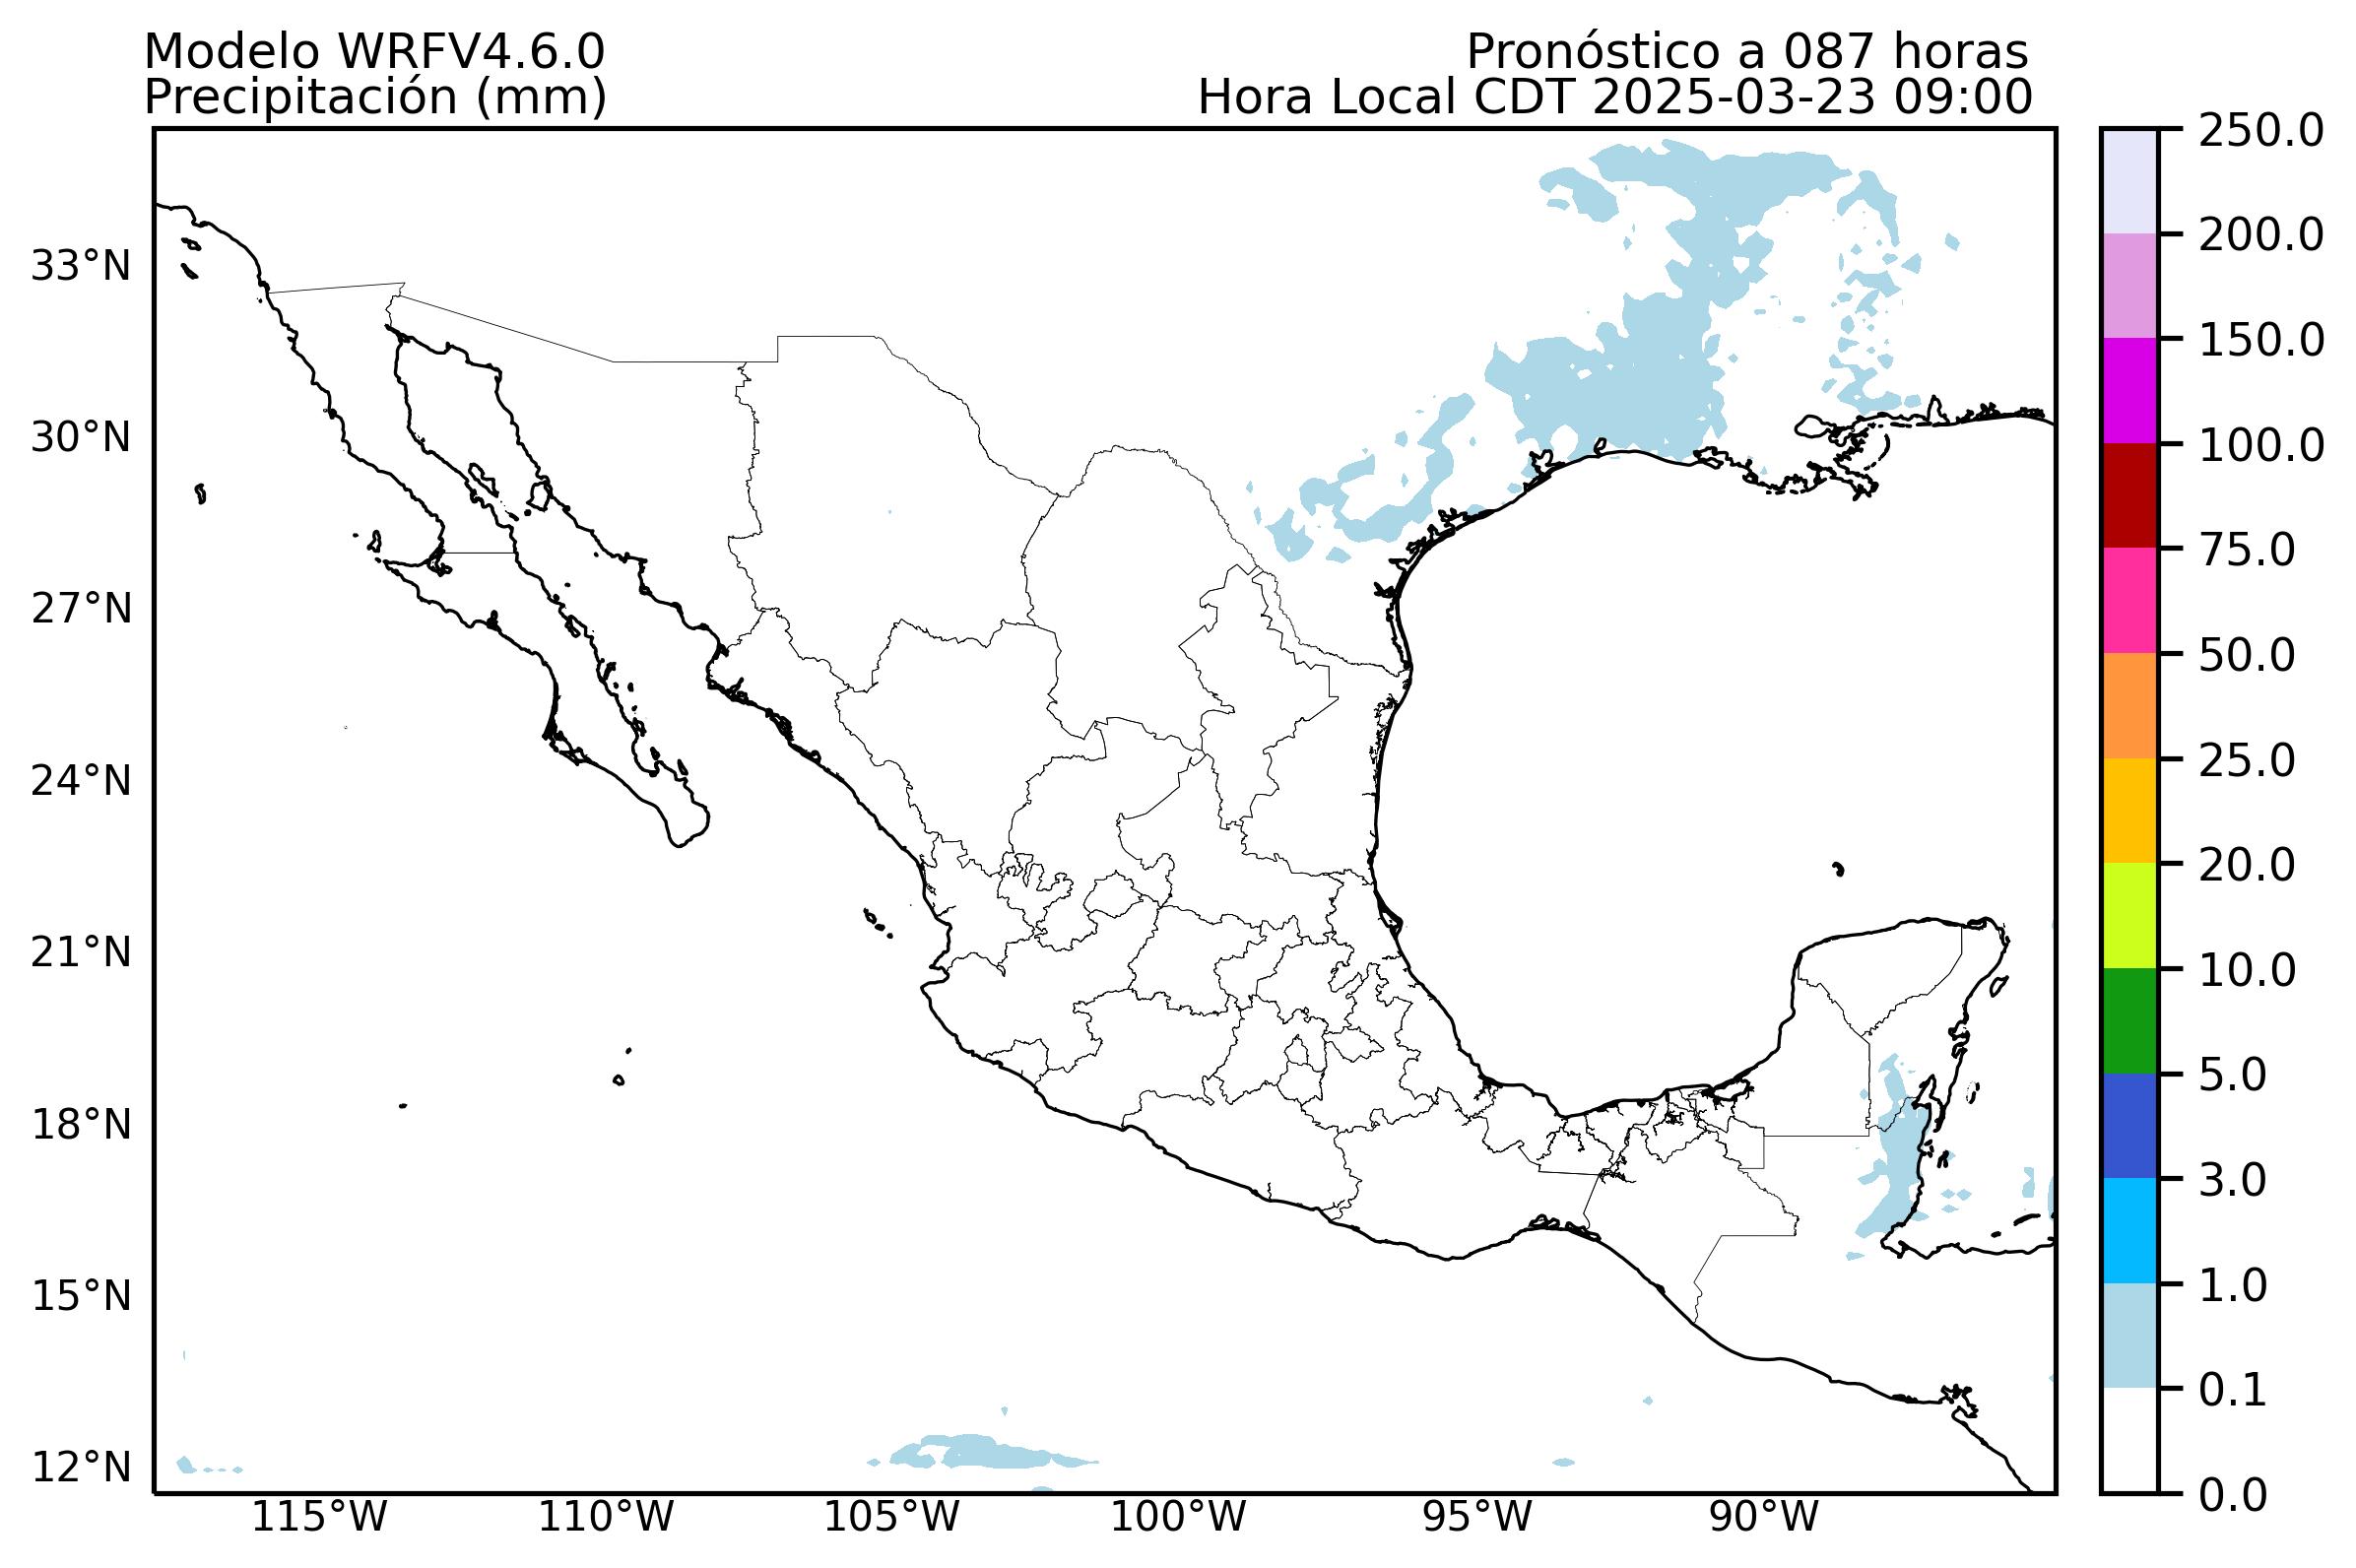 Modelo WRFV4.6.0
Precipitación (mm)
Pronóstico a 087 horas
Hora Local CDT 2025-03-23 09:00
33°N
30°N
27°N
24°N
21°N
18°N
15°N
12°N
115°W
110°W
105°W
100°W
95°W
90°W
250.0
200.0
150.0
100.0
75.0
50.0
25.0
20.0
10.0
5.0
3.0
1.0
0.1
0.0